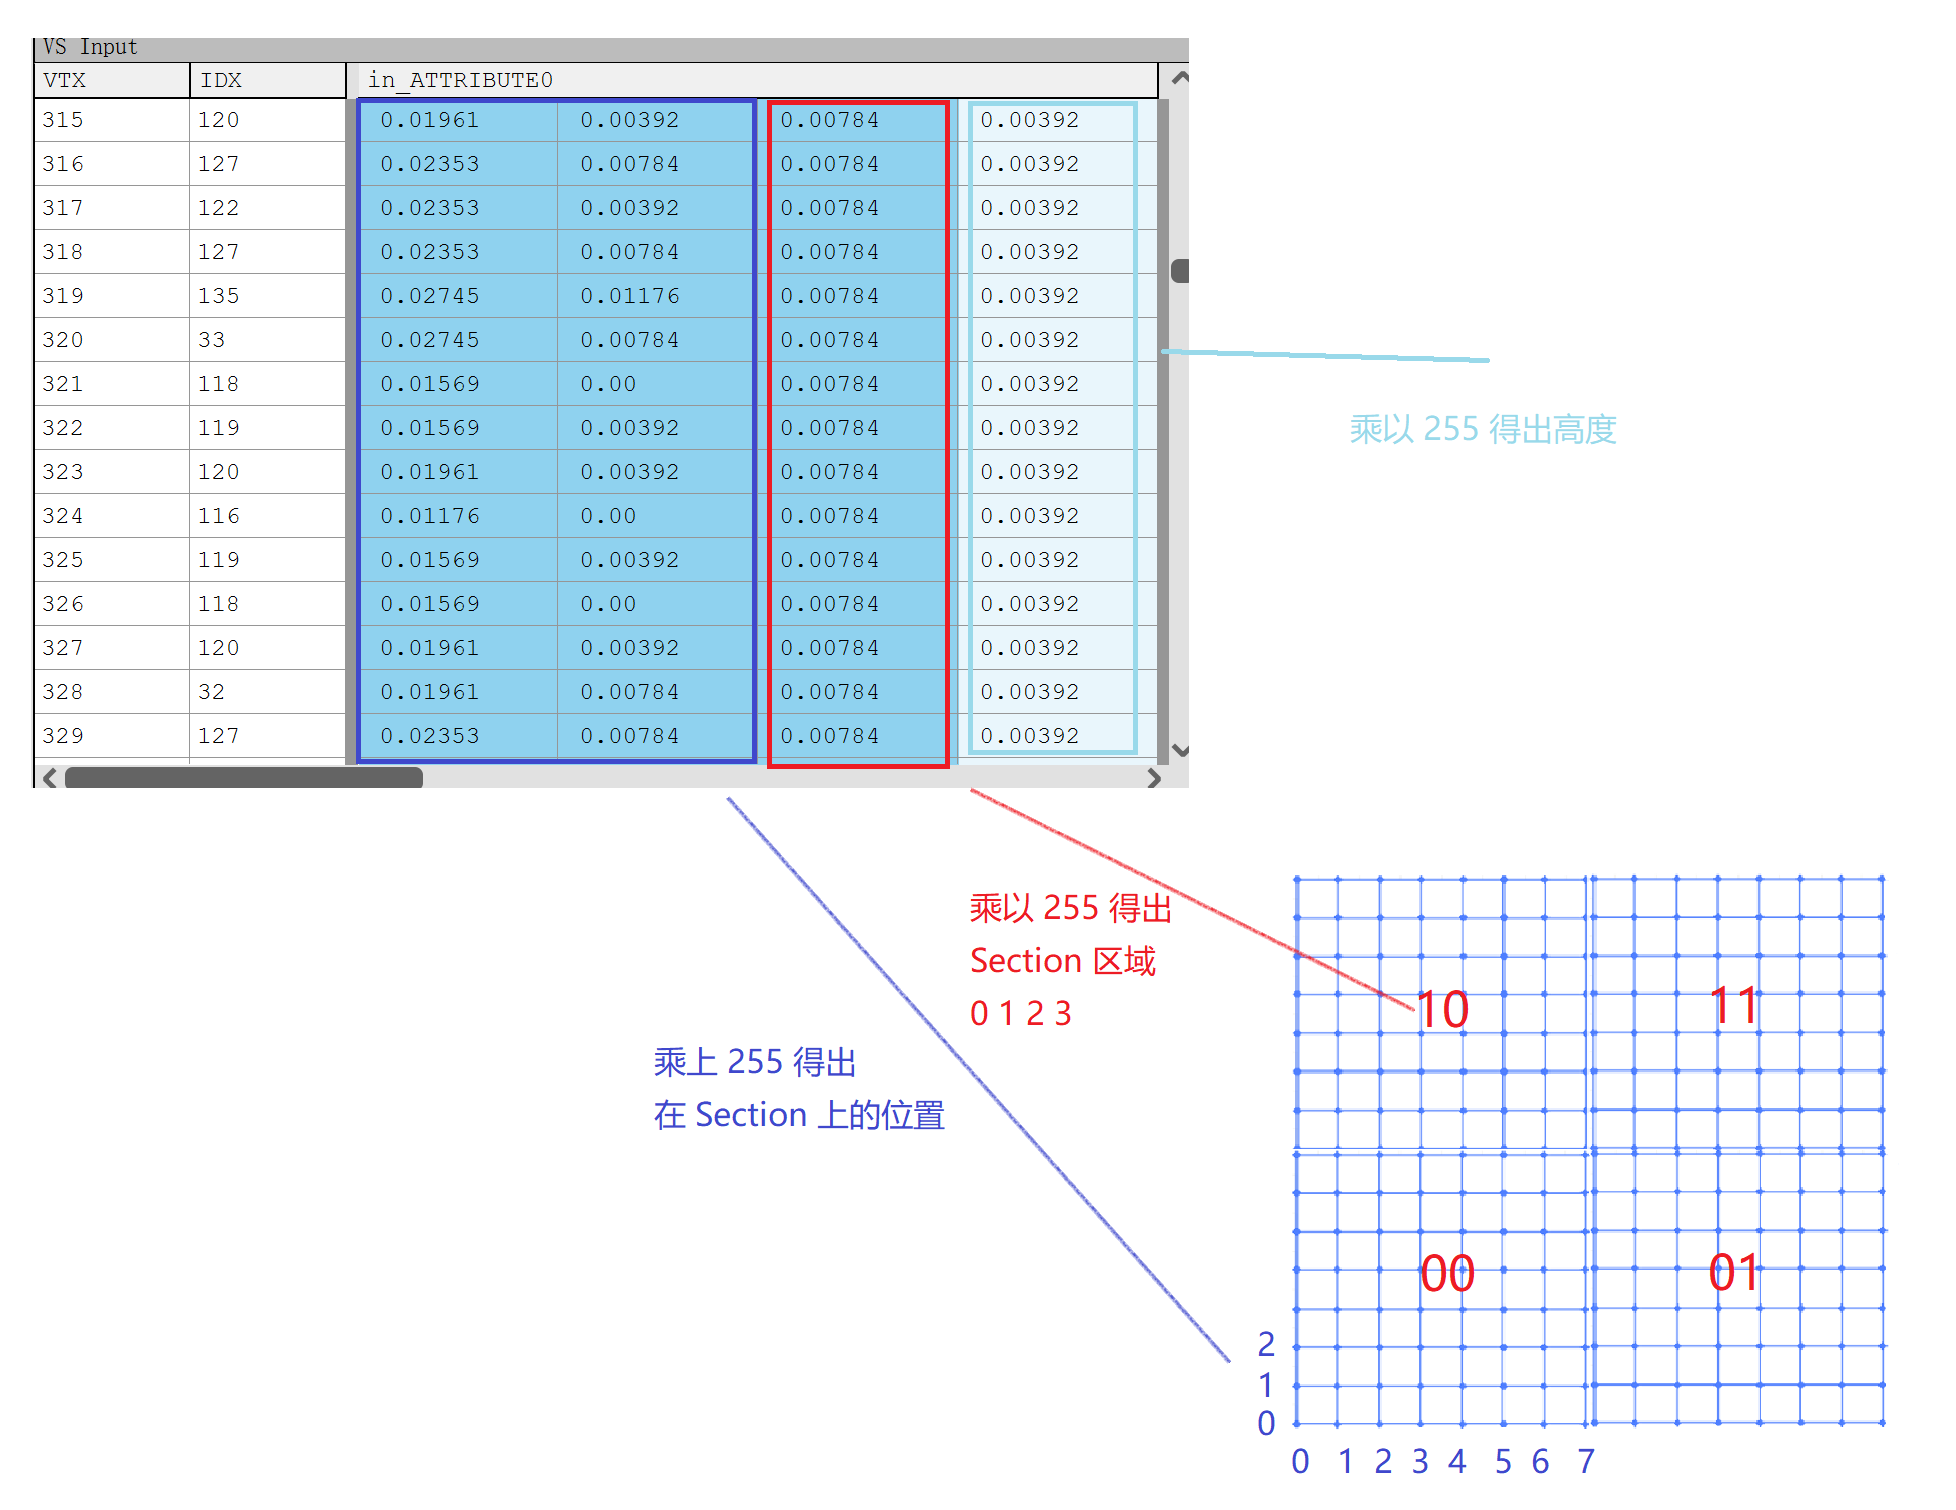 VS Input
VTX IDX in_ATTRIBUTE0
315 120 0.01961 0.00392 0.00784 0.00392
316 127 0.02353 0.00784 0.00784 0.00392
317 122 0.02353 0.00392 0.00784 0.00392
318 127 0.02353 0.00784 0.00784 0.00392
319 135 0.02745 0.01176 0.00784 0.00392
320 33 0.02745 0.00784 0.00784 0.00392
321 118 0.01569 0.00 0.00784 0.00392
322 119 0.01569 0.00392 0.00784 0.00392
323 120 0.01961 0.00392 0.00784 0.00392
324 116 0.01176 0.00 0.00784 0.00392
325 119 0.01569 0.00392 0.00784 0.00392
326 118 0.01569 0.00 0.00784 0.00392
327 120 0.01961 0.00392 0.00784 0.00392
328 32 0.01961 0.00784 0.00784 0.00392
329 127 0.02353 0.00784 0.00784 0.00392
乘以 255 得出高度
乘以 255 得出
Section 区域
0 1 2 3
乘上 255 得出
在 Section 上的位置
10 11
00 01
2
1
0
0 1 2 3 4 5 6 7